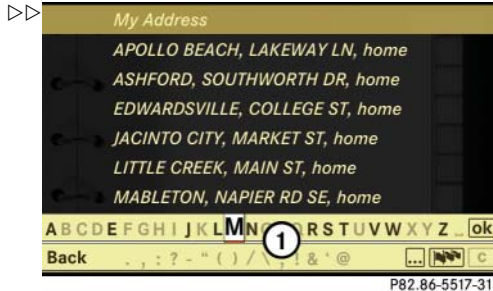 My Address
APOLLO BEACH, LAKEWAY LN, home
ASHFORD, SOUTHWORTH DR, home
EDWARDSVILLE, COLLEGE ST, home
JACINTO CITY, MARKET ST, home
LITTLE CREEK, MAIN ST, home
MABLETON, NAPIER RD SE, home
A B C D E F G H I J K L M N Q R S T U V W X Y Z _ ok
1
Back . , : ? - " ( ) / \ ; ! & ' @ ... C
P82.86-5517-31